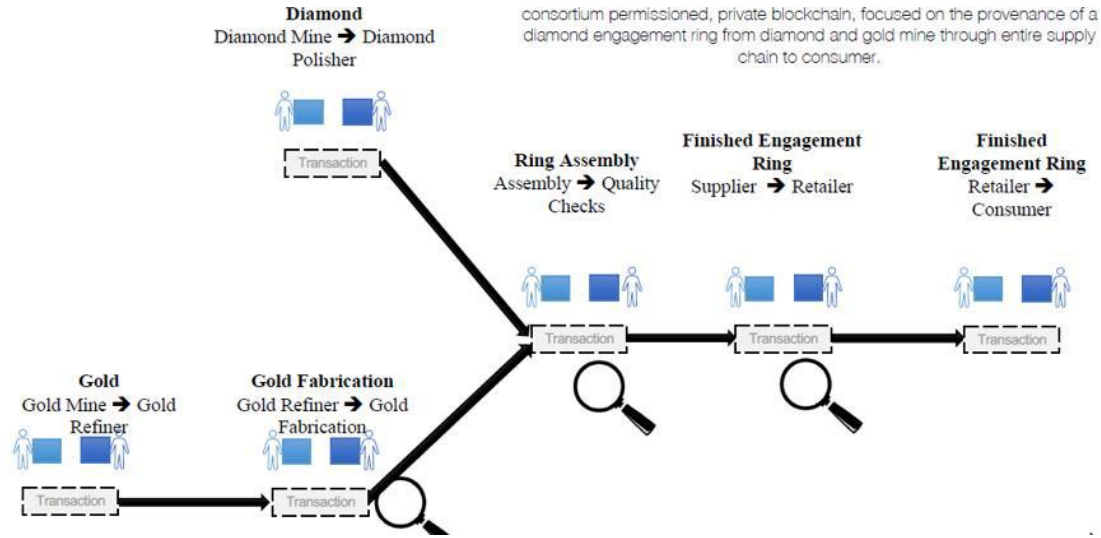 Diamond
Diamond Mine ➔ Diamond
Polisher
consortium permissioned, private blockchain, focused on the provenance of a
diamond engagement ring from diamond and gold mine through entire supply
chain to consumer.
Transaction
Ring Assembly
Assembly ➔ Quality
Checks
Finished Engagement
Ring
Supplier ➔ Retailer
Finished
Engagement Ring
Retailer ➔
Consumer
Transaction
Transaction
Transaction
Gold
Gold Mine ➔ Gold
Refiner
Gold Fabrication
Gold Refiner ➔ Gold
Fabrication
Transaction
Transaction